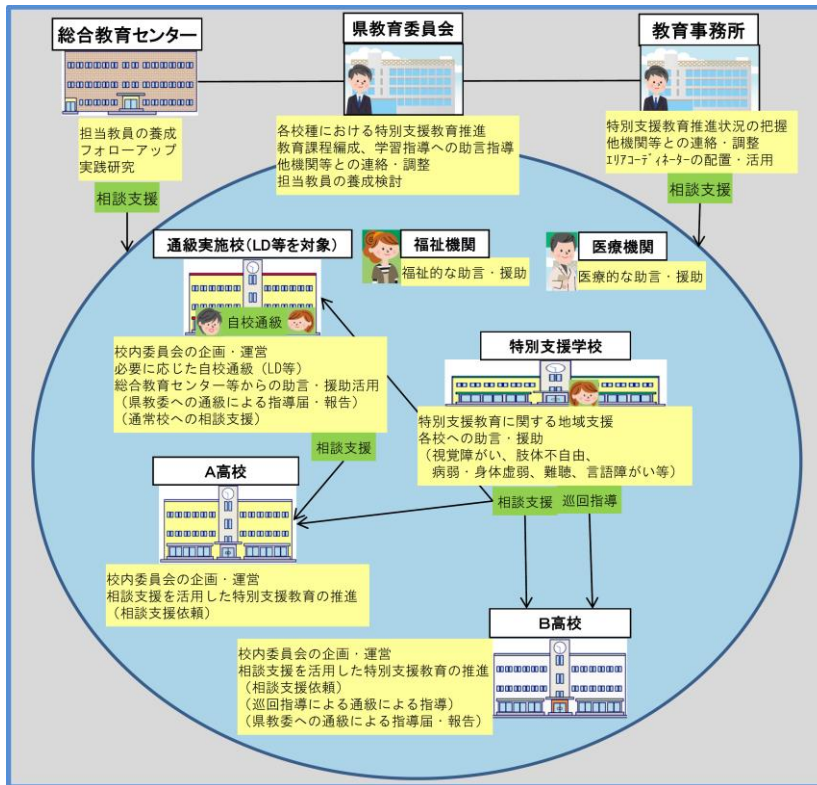 総合教育センター
県教育委員会
教育事務所
担当教員の養成
フォローアップ
実践研究
各校種における特別支援教育推進
教育課程編成、学習指導への助言指導
他機関等との連絡・調整
担当教員の養成検討
特別支援教育推進状況の把握
他機関等との連絡・調整
ｴﾘｱｺｰﾃﾞｨﾈｰﾀｰの配置・活用
相談支援
相談支援
通級実施校(LD等を対象)
福祉機関
福祉的な助言・援助
医療機関
医療的な助言・援助
自校通級
校内委員会の企画・運営
必要に応じた自校通級（LD等）
総合教育センター等からの助言・援助活用
（県教委への通級による指導届・報告）
（通常校への相談支援）
特別支援学校
特別支援教育に関する地域支援
各校への助言・援助
（視覚障がい、肢体不自由、
病弱・身体虚弱、難聴、言語障がい等）
相談支援
相談支援
巡回指導
A高校
校内委員会の企画・運営
相談支援を活用した特別支援教育の推進
（相談支援依頼）
B高校
校内委員会の企画・運営
相談支援を活用した特別支援教育の推進
（相談支援依頼）
（巡回指導による通級による指導）
（県教委への通級による指導届・報告）